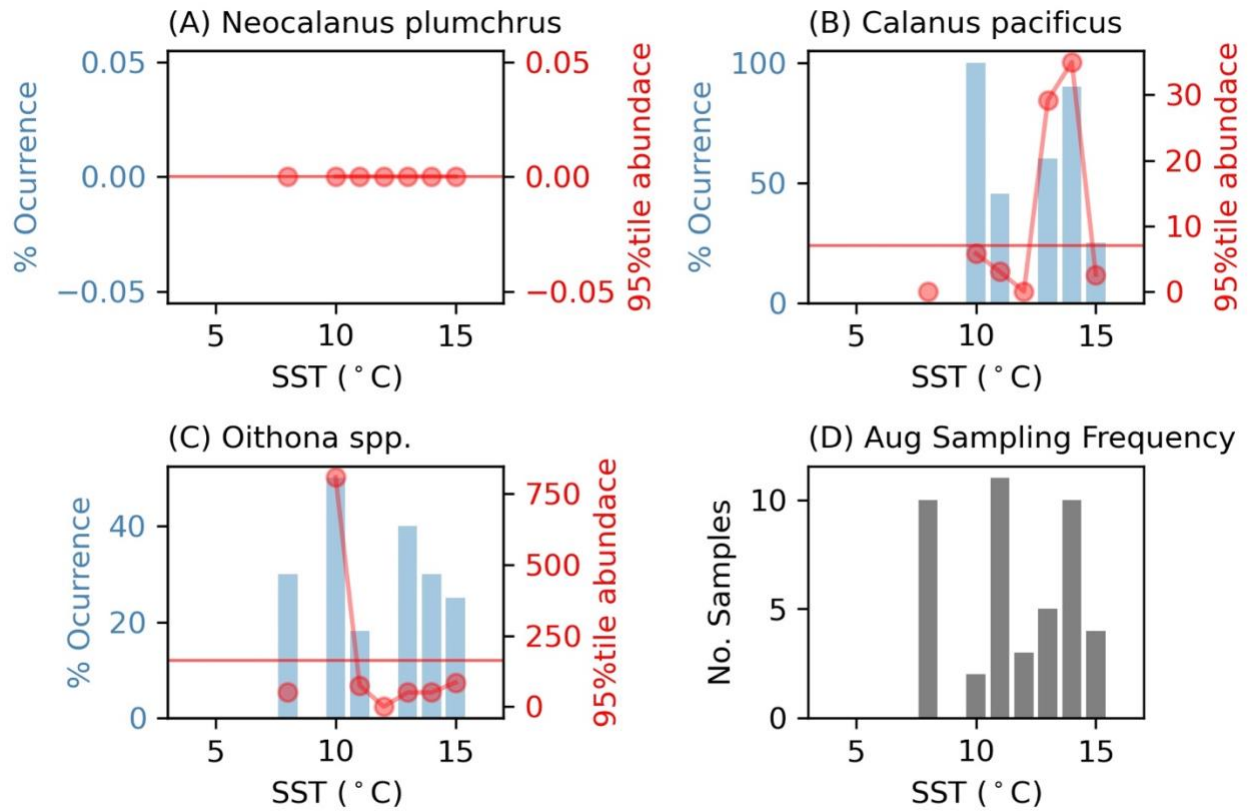 (A) Neocalanus plumchrus
0.05
0.00
−0.05
% Ocurrence
0.05
0.00
−0.05
95%tile abundace
5 10 15
SST (°C)
(B) Calanus pacificus
100
50
0
% Ocurrence
30
20
10
0
95%tile abundace
5 10 15
SST (°C)
(C) Oithona spp.
40
20
0
% Ocurrence
750
500
250
0
95%tile abundace
5 10 15
SST (°C)
(D) Aug Sampling Frequency
10
5
0
No. Samples
5 10 15
SST (°C)